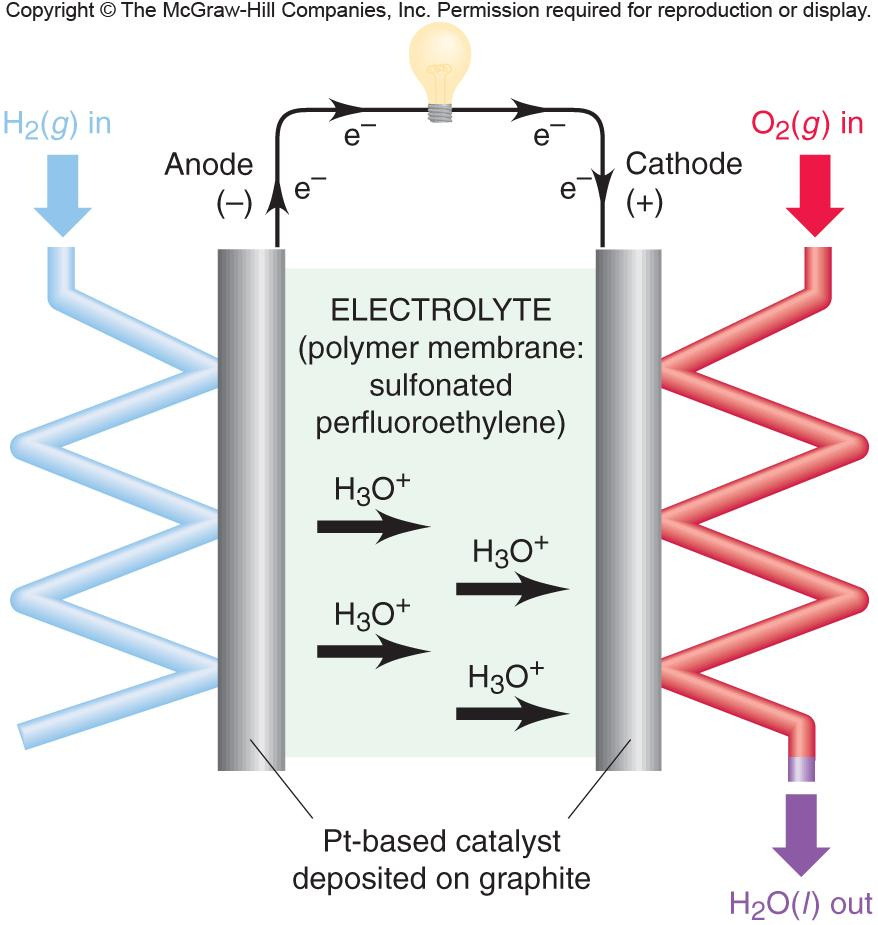 Copyright © The McGraw-Hill Companies, Inc. Permission required for reproduction or display.
H₂(g) in
O₂(g) in
e⁻
e⁻
Anode
(–)
e⁻
e⁻
Cathode
(+)
ELECTROLYTE
(polymer membrane:
sulfonated
perfluoroethylene)
H₃O⁺
H₃O⁺
H₃O⁺
H₃O⁺
Pt-based catalyst
deposited on graphite
H₂O(l) out